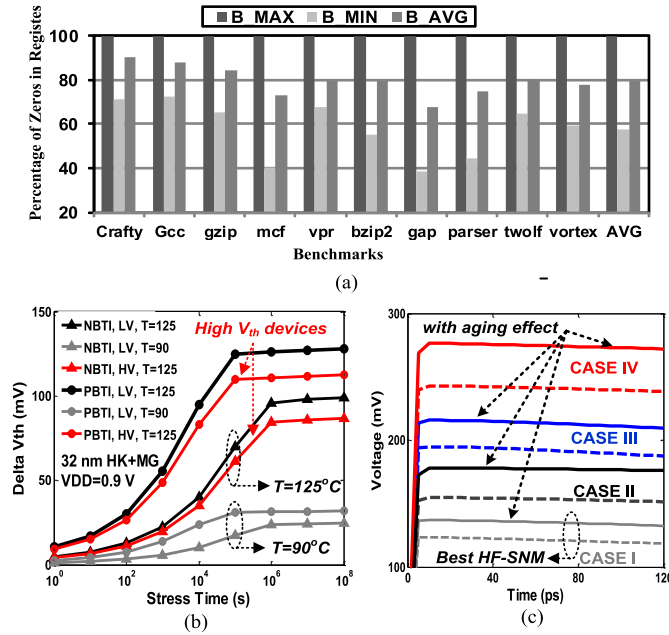 B_MAX B_MIN B_AVG
Percentage of Zeros in Registes
100
80
60
40
20
Crafty Gcc gzip mcf vpr bzip2 gap parser twolf vortex AVG
Benchmarks
(a)
Delta Vth (mV)
150
100
50
0
NBTI, LV, T=125
NBTI, LV, T=90
NBTI, HV, T=125
PBTI, LV, T=125
PBTI, LV, T=90
PBTI, HV, T=125
32 nm HK+MG
VDD=0.9 V
High Vth devices
T=125°C
T=90°C
10^0 10^2 10^4 10^6 10^8
Stress Time (s)
(b)
Voltage (mV)
300
200
100
with aging effect
CASE IV
CASE III
CASE II
CASE I
Best HF-SNM
0 40 80 120
Time (ps)
(c)